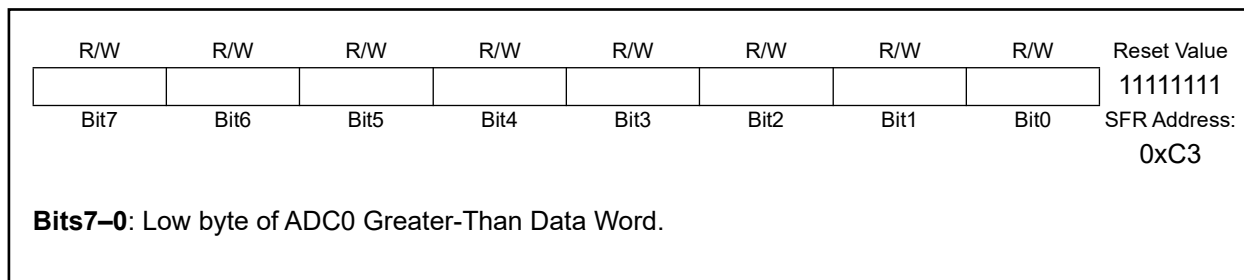 R/W R/W R/W R/W R/W R/W R/W R/W Reset Value
11111111
Bit7 Bit6 Bit5 Bit4 Bit3 Bit2 Bit1 Bit0 SFR Address:
0xC3
Bits7–0: Low byte of ADC0 Greater-Than Data Word.